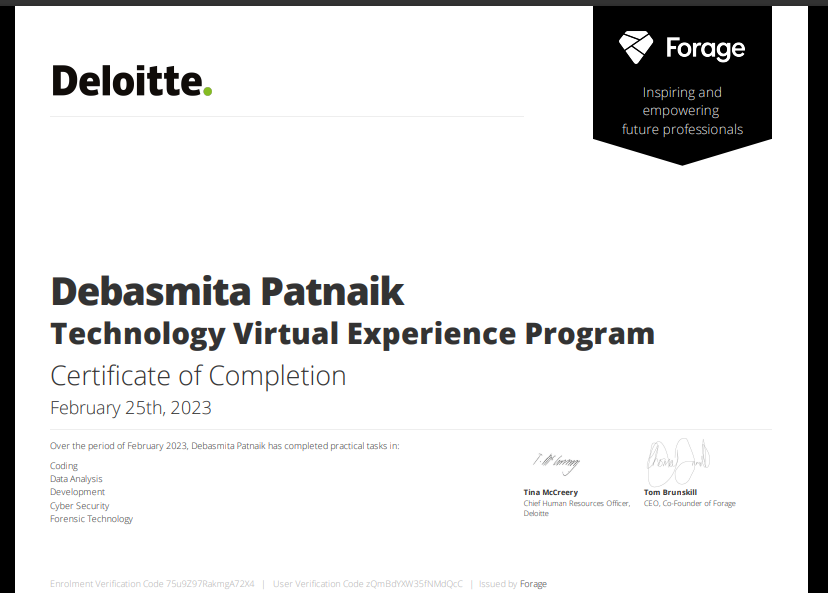 Deloitte.
Forage
Inspiring and
empowering
future professionals
Debasmita Patnaik
Technology Virtual Experience Program
Certificate of Completion
February 25th, 2023
Over the period of February 2023, Debasmita Patnaik has completed practical tasks in:
Coding
Data Analysis
Development
Cyber Security
Forensic Technology
Tina McCreery
Chief Human Resources Officer,
Deloitte
Tom Brunskill
CEO, Co-Founder of Forage
Enrolment Verification Code 75u9Z97RakmgA72X4 | User Verification Code zQmBdYXW35fNMdQcC | Issued by Forage